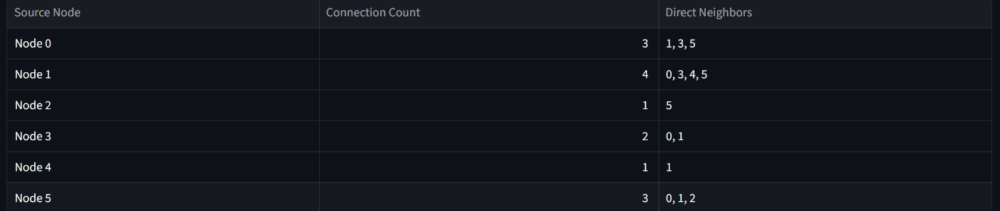 Source Node Connection Count Direct Neighbors
Node 0 3 1, 3, 5
Node 1 4 0, 3, 4, 5
Node 2 1 5
Node 3 2 0, 1
Node 4 1 1
Node 5 3 0, 1, 2